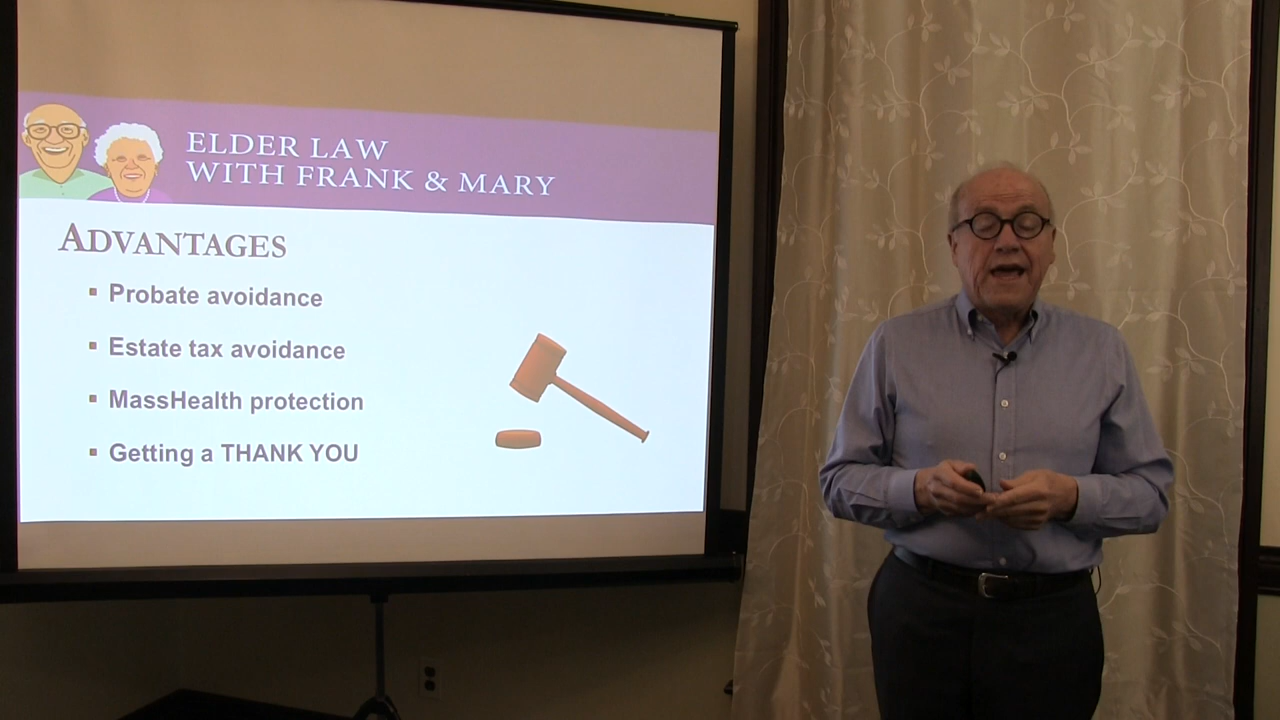 ELDER LAW
WITH FRANK & MARY
ADVANTAGES
Probate avoidance
Estate tax avoidance
MassHealth protection
Getting a THANK YOU